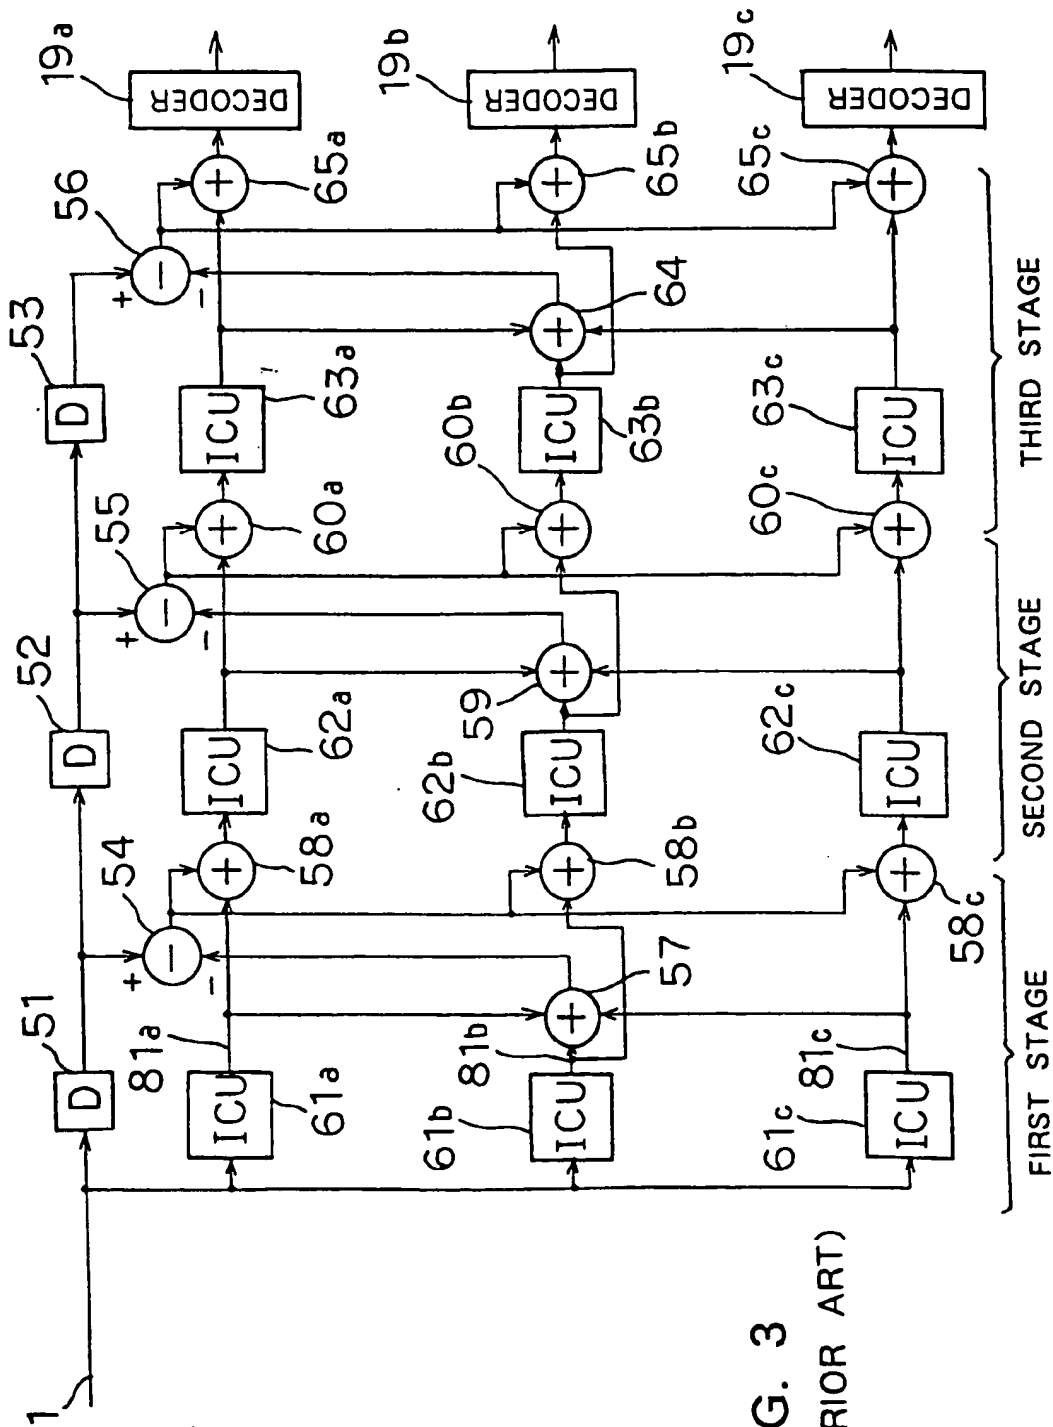 1
51
D
52
D
53
D
54
+
−
−
55
+
−
−
56
+
−
−
81a
ICU
61a
+
58a
ICU
62a
+
60a
ICU
63a
+
65a
DECODER
19a
81b
ICU
61b
+
57
+
58b
ICU
62b
+
59
+
60b
ICU
63b
+
64
+
65b
DECODER
19b
81c
ICU
61c
+
58c
ICU
62c
+
60c
ICU
63c
+
65c
DECODER
19c
FIRST STAGE
SECOND STAGE
THIRD STAGE
G. 3
RIOR ART)